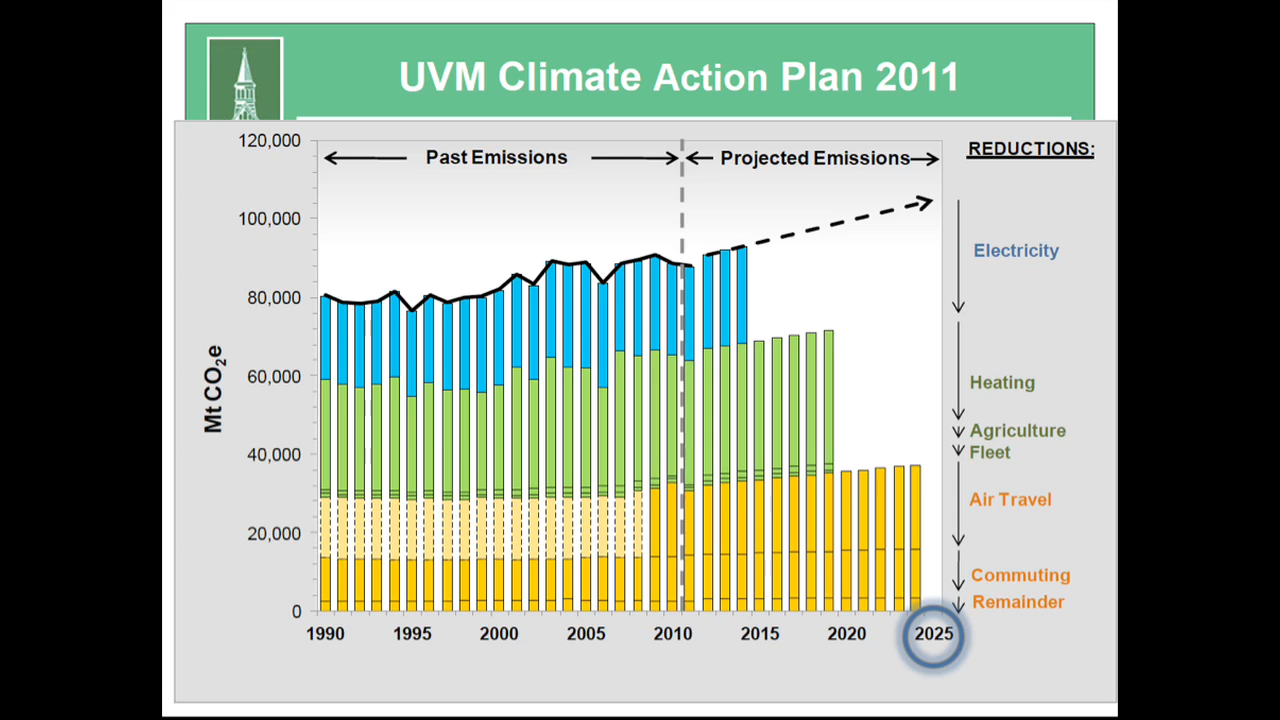 UVM Climate Action Plan 2011
120,000
100,000
80,000
60,000
40,000
20,000
0
Mt CO₂e
Past Emissions
Projected Emissions
REDUCTIONS:
Electricity
Heating
Agriculture
Fleet
Air Travel
Commuting
Remainder
1990 1995 2000 2005 2010 2015 2020 2025